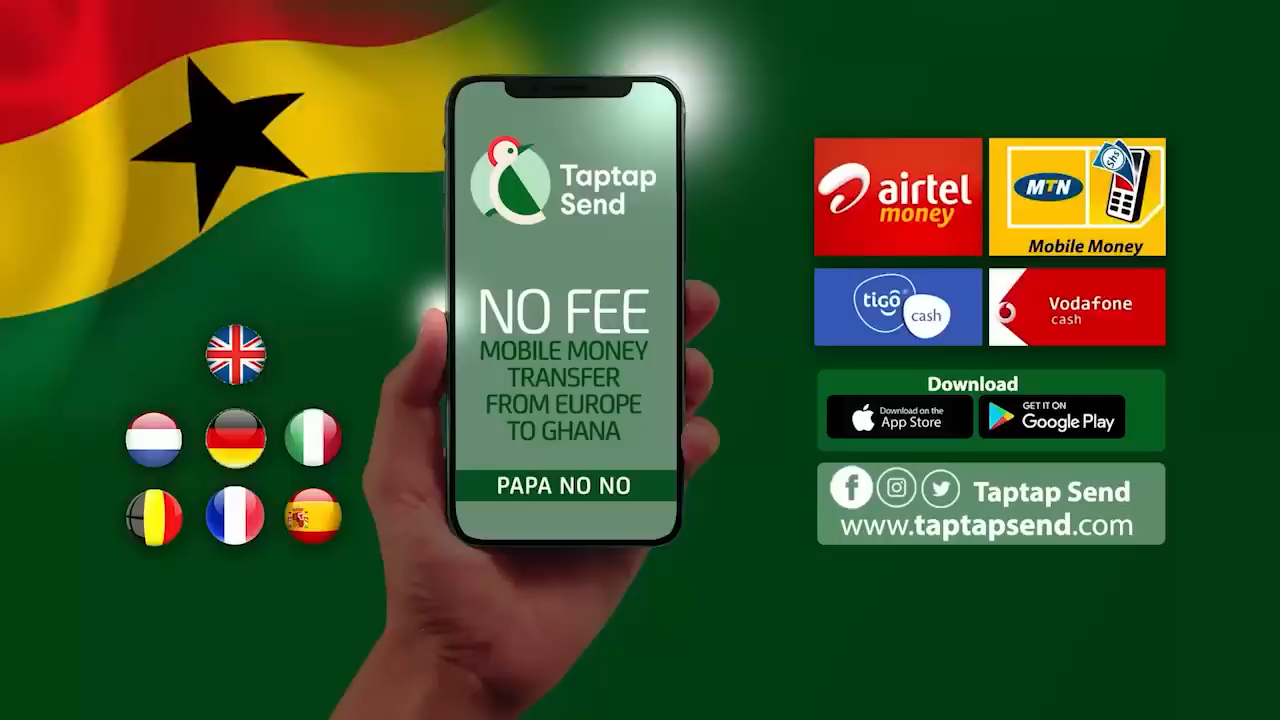 Taptap
Send
NO FEE
MOBILE MONEY
TRANSFER
FROM EUROPE
TO GHANA
PAPA NO NO
airtel
money
MTN
Shs
Mobile Money
tigo
cash
Vodafone
cash
Download
Download on the
App Store
GET IT ON
Google Play
Taptap Send
www.taptapsend.com